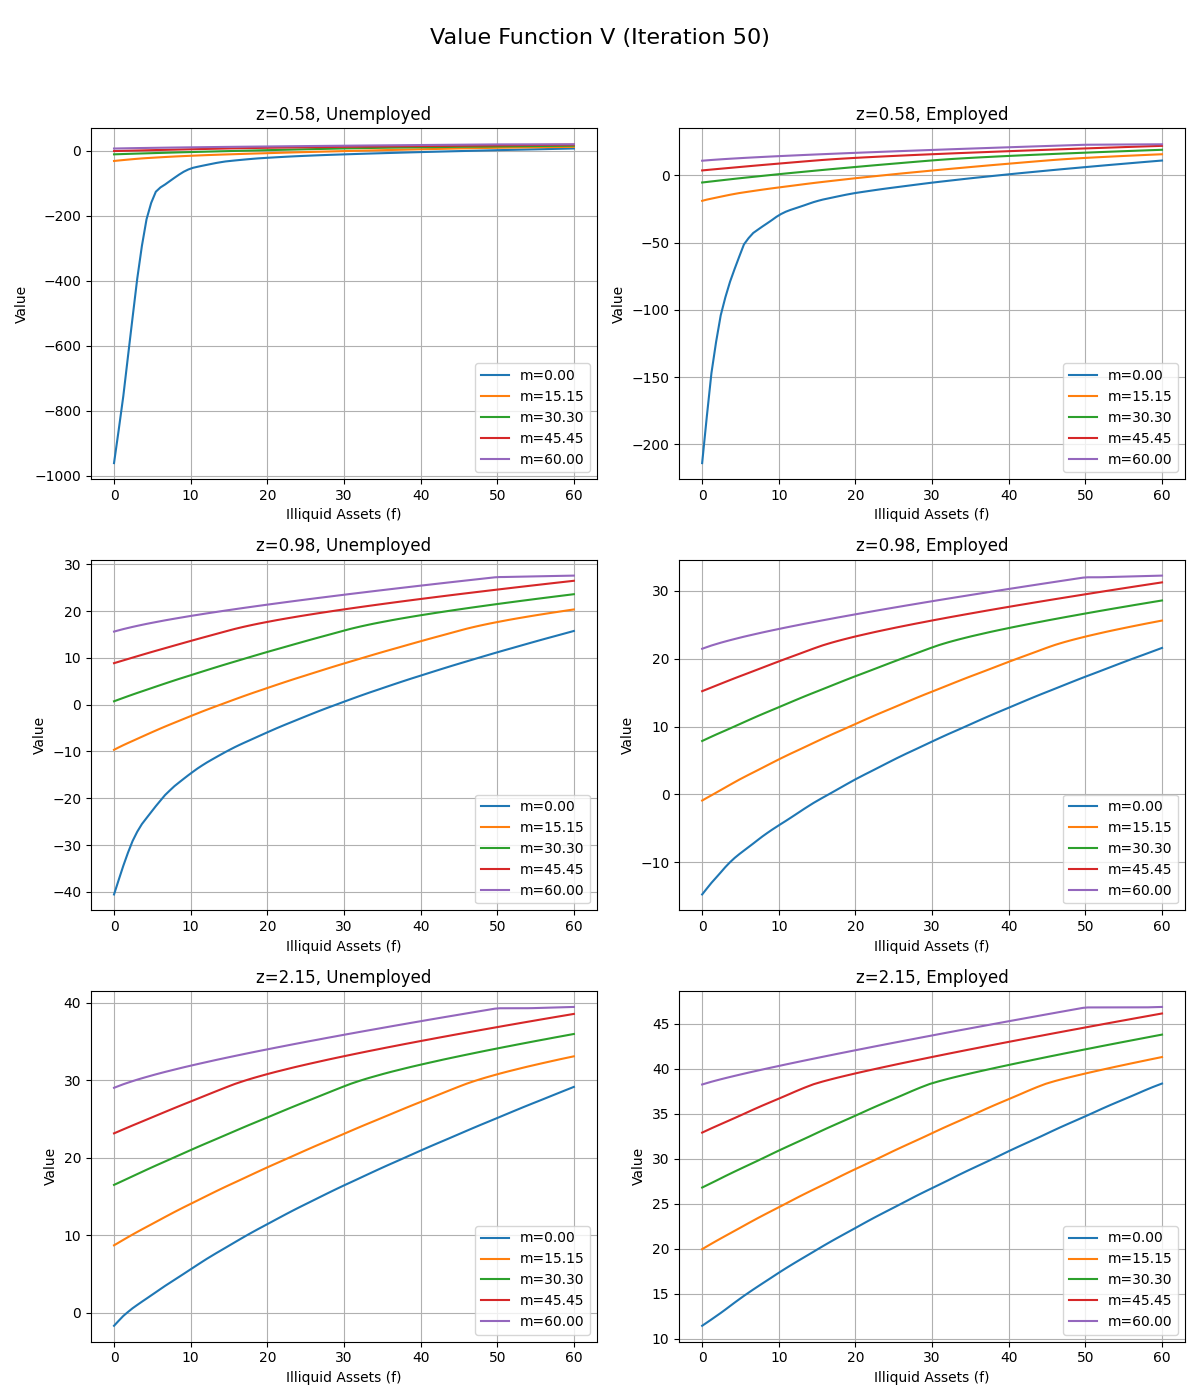 Value Function V (Iteration 50)
z=0.58, Unemployed
0
−200
−400
−600
−800
−1000
Value
0 10 20 30 40 50 60
Illiquid Assets (f)
m=0.00
m=15.15
m=30.30
m=45.45
m=60.00
z=0.58, Employed
0
−50
−100
−150
−200
Value
0 10 20 30 40 50 60
Illiquid Assets (f)
m=0.00
m=15.15
m=30.30
m=45.45
m=60.00
z=0.98, Unemployed
30
20
10
0
−10
−20
−30
−40
Value
0 10 20 30 40 50 60
Illiquid Assets (f)
m=0.00
m=15.15
m=30.30
m=45.45
m=60.00
z=0.98, Employed
30
20
10
0
−10
Value
0 10 20 30 40 50 60
Illiquid Assets (f)
m=0.00
m=15.15
m=30.30
m=45.45
m=60.00
z=2.15, Unemployed
40
30
20
10
0
Value
0 10 20 30 40 50 60
Illiquid Assets (f)
m=0.00
m=15.15
m=30.30
m=45.45
m=60.00
z=2.15, Employed
45
40
35
30
25
20
15
10
Value
0 10 20 30 40 50 60
Illiquid Assets (f)
m=0.00
m=15.15
m=30.30
m=45.45
m=60.00